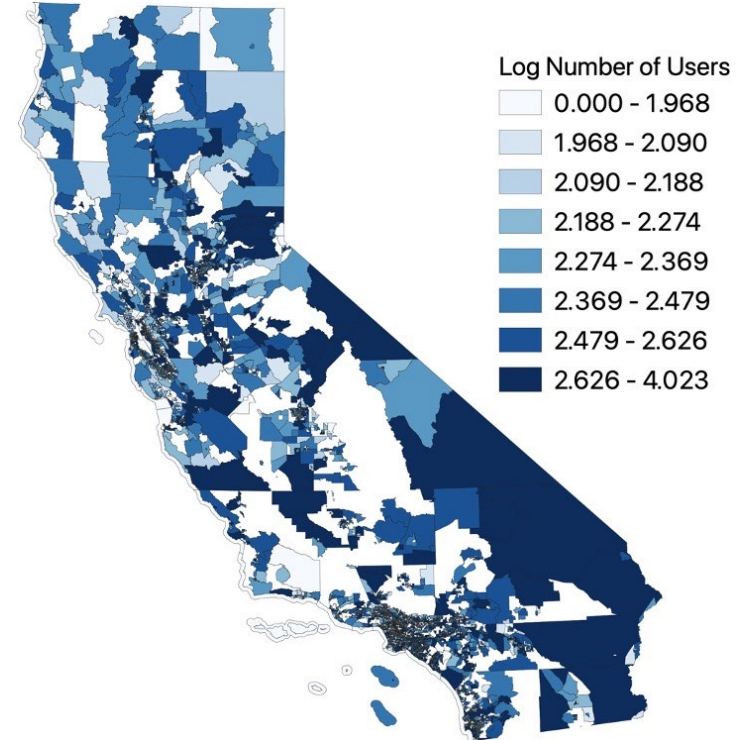 Log Number of Users
0.000 - 1.968
1.968 - 2.090
2.090 - 2.188
2.188 - 2.274
2.274 - 2.369
2.369 - 2.479
2.479 - 2.626
2.626 - 4.023